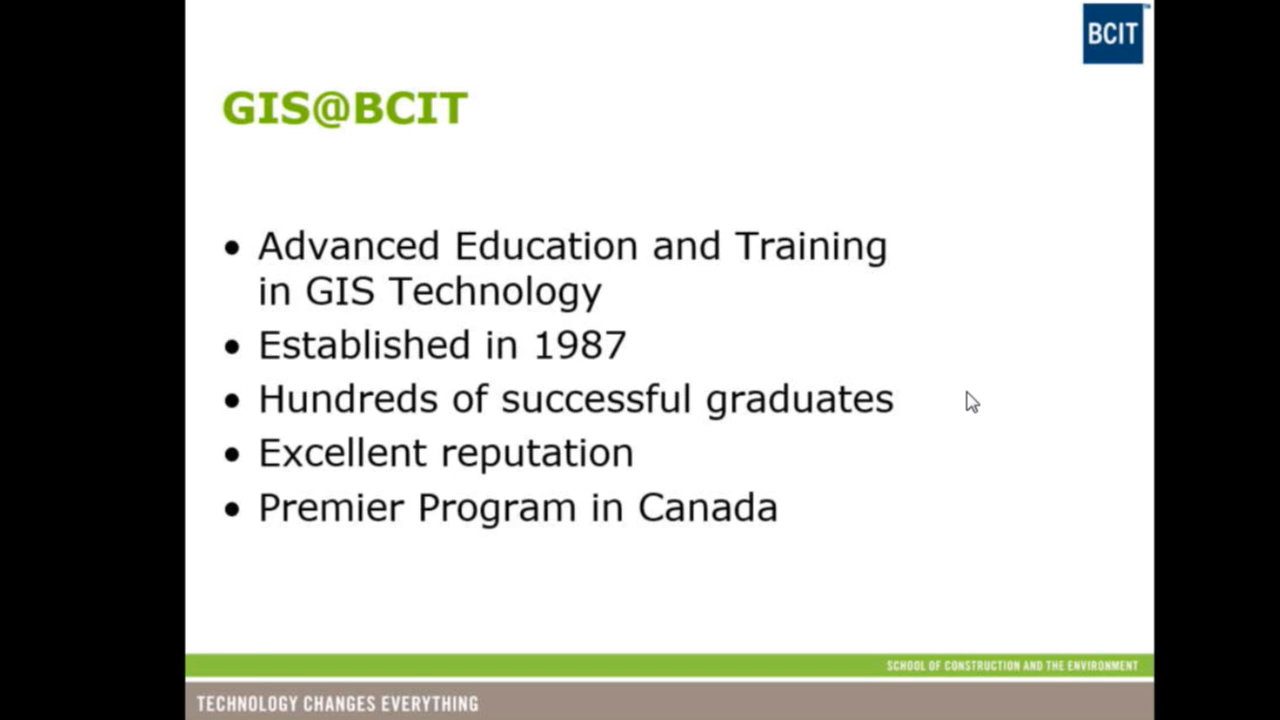 BCIT
GIS@BCIT
• Advanced Education and Training
in GIS Technology
• Established in 1987
• Hundreds of successful graduates
• Excellent reputation
• Premier Program in Canada
SCHOOL OF CONSTRUCTION AND THE ENVIRONMENT
TECHNOLOGY CHANGES EVERYTHING